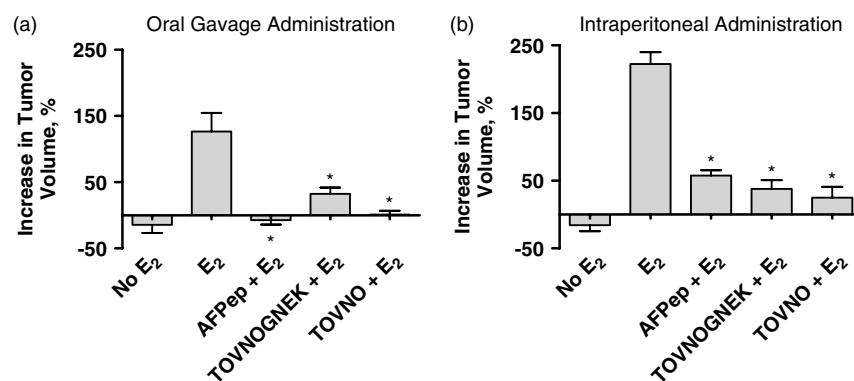 (a) Oral Gavage Administration
Increase in Tumor
Volume, %
250
150
50
-50
*
*
*
No E₂
E₂
AFPep + E₂
TOVNOGNEK + E₂
TOVNO + E₂
(b) Intraperitoneal Administration
Increase in Tumor
Volume, %
250
150
50
-50
*
*
*
No E₂
E₂
AFPep + E₂
TOVNOGNEK + E₂
TOVNO + E₂